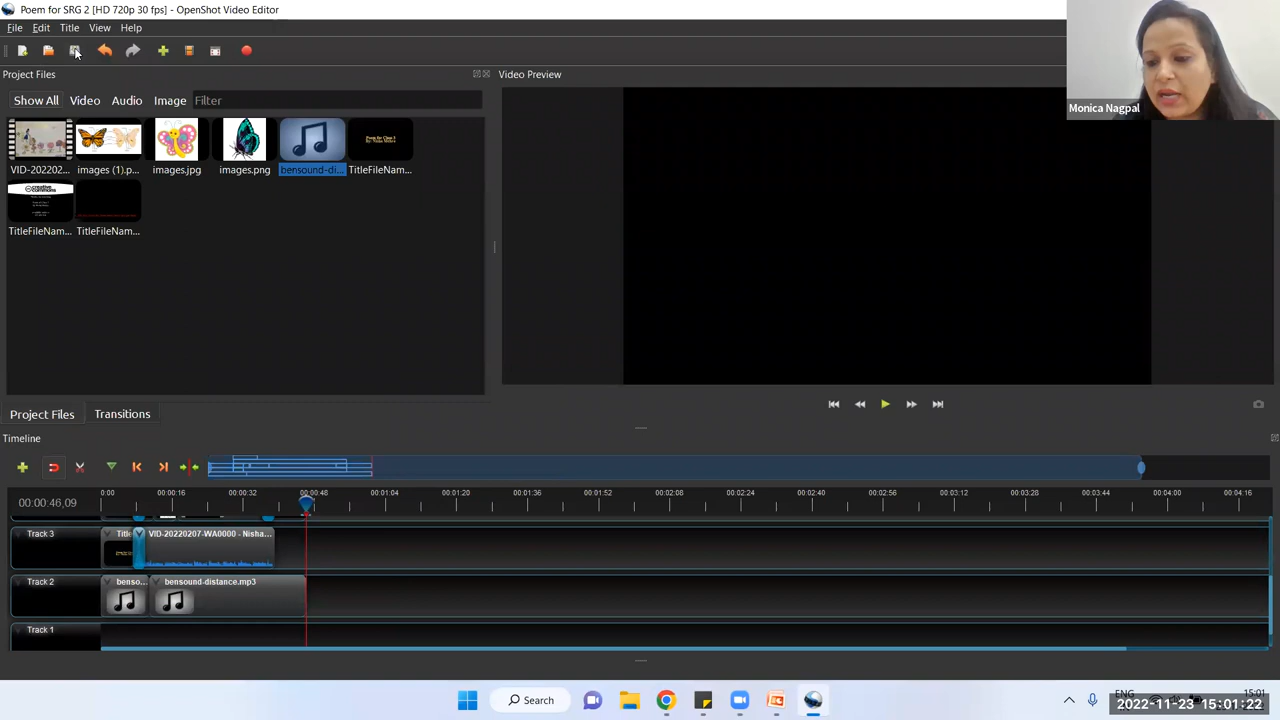 Poem for SRG 2 [HD 720p 30 fps] - OpenShot Video Editor
File Edit Title View Help
Project Files
Video Preview
Monica Nagpal
Show All Video Audio Image Filter
VID-202202... images (1).p... images.jpg images.png bensound-di... TitleFileNam...
TitleFileNam... TitleFileNam...
Project Files Transitions
Timeline
00:00:46,09
0:00 00:00:16 00:00:32 00:00:48 00:01:04 00:01:20 00:01:36 00:01:52 00:02:08 00:02:24 00:02:40 00:02:56 00:03:12 00:03:28 00:03:44 00:04:00 00:04:16
Track 3 Title VID-20220207-WA0000 - Nisha...
Track 2 benso... bensound-distance.mp3
Track 1
Search
ENG
15:01
2022-11-23 15:01:22